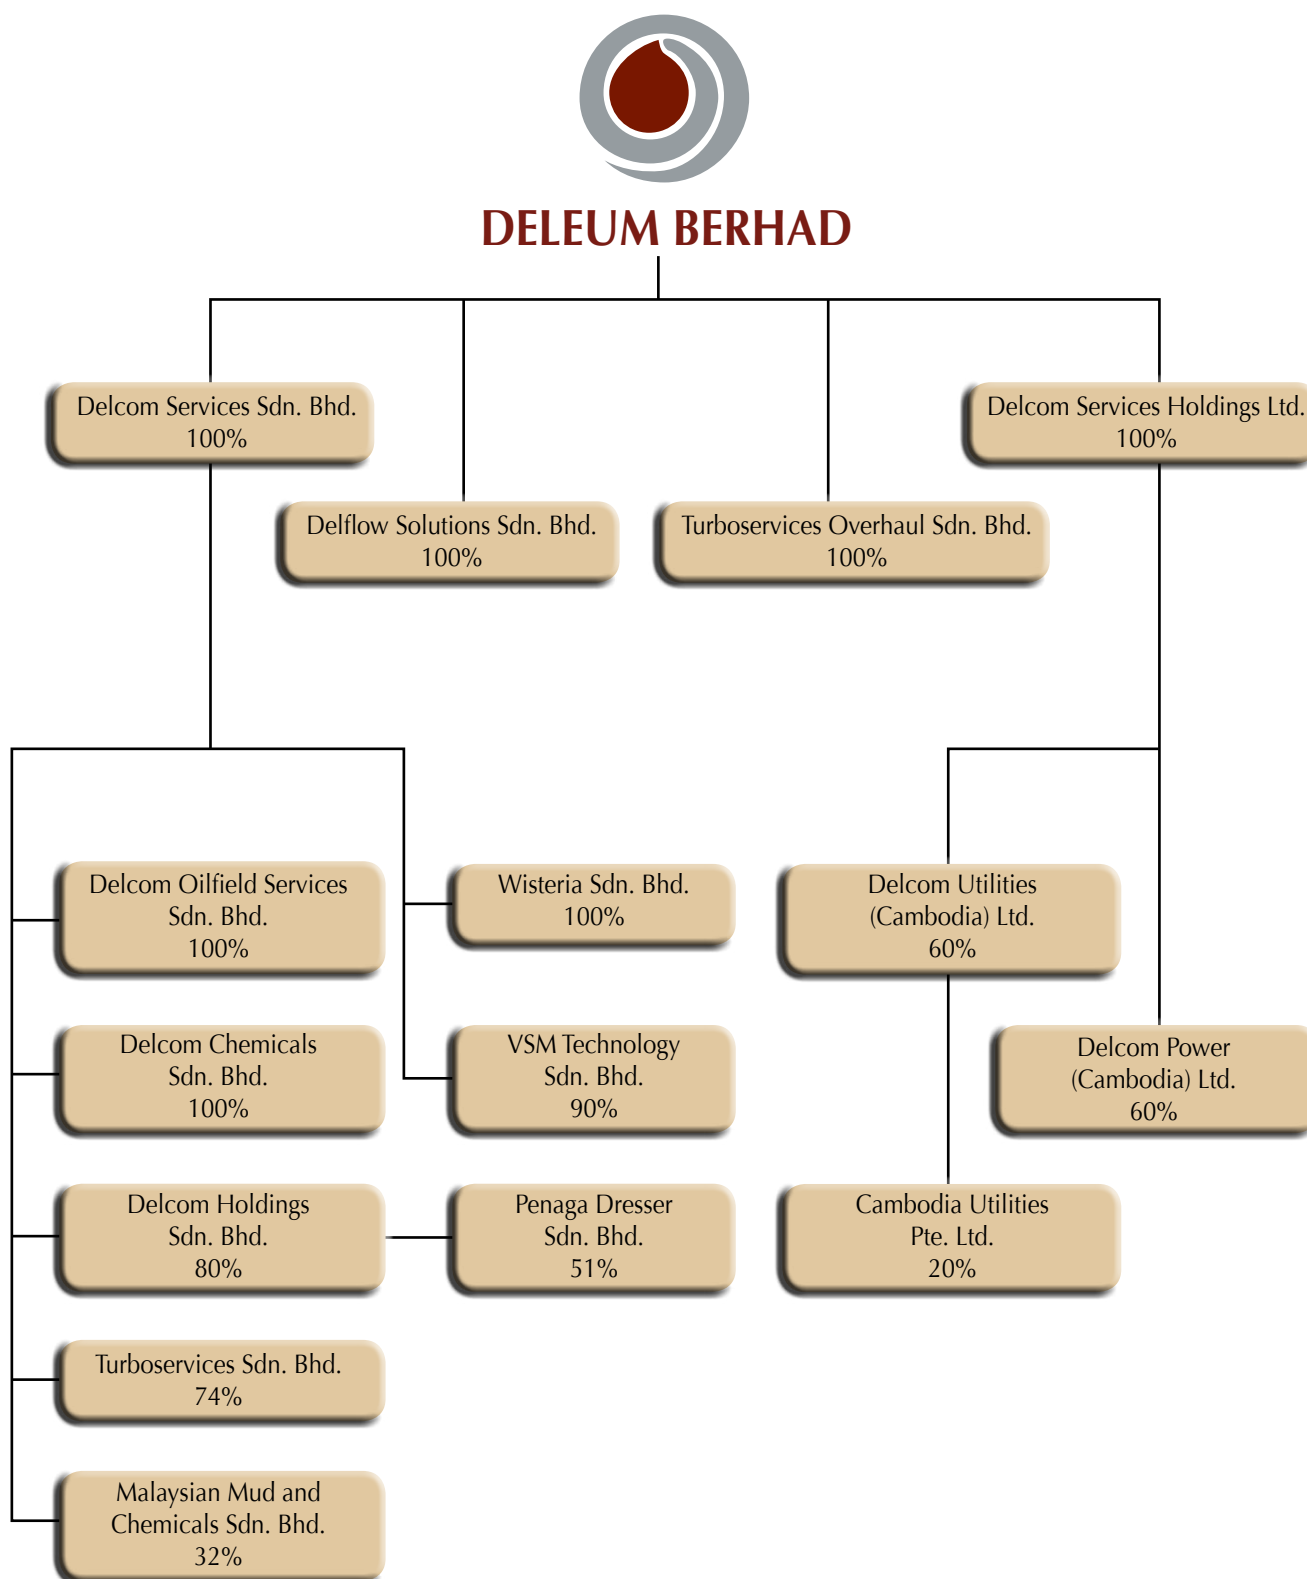 DELEUM BERHAD
Delcom Services Sdn. Bhd.
100%
Delcom Services Holdings Ltd.
100%
Delflow Solutions Sdn. Bhd.
100%
Turboservices Overhaul Sdn. Bhd.
100%
Delcom Oilfield Services
Sdn. Bhd.
100%
Wisteria Sdn. Bhd.
100%
Delcom Utilities
(Cambodia) Ltd.
60%
Delcom Chemicals
Sdn. Bhd.
100%
VSM Technology
Sdn. Bhd.
90%
Delcom Power
(Cambodia) Ltd.
60%
Delcom Holdings
Sdn. Bhd.
80%
Penaga Dresser
Sdn. Bhd.
51%
Cambodia Utilities
Pte. Ltd.
20%
Turboservices Sdn. Bhd.
74%
Malaysian Mud and
Chemicals Sdn. Bhd.
32%